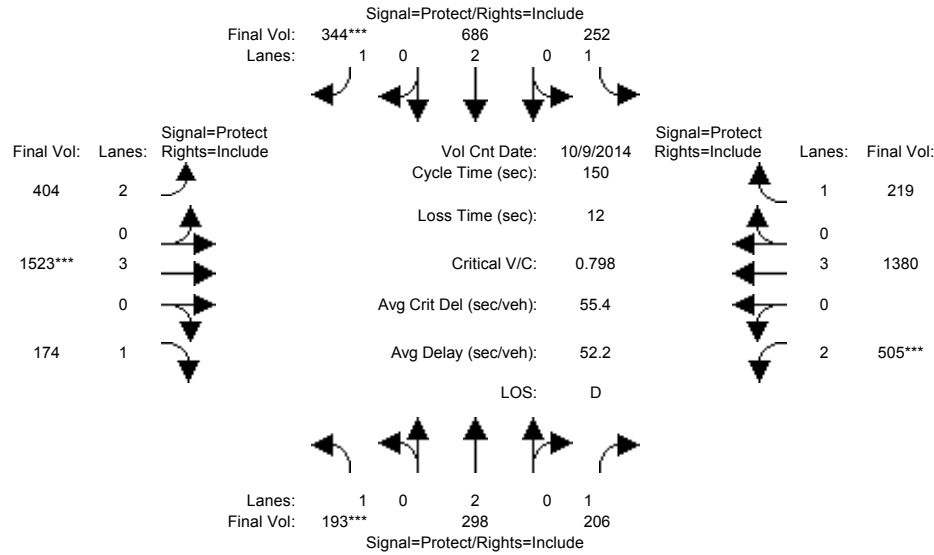 Signal=Protect/Rights=Include
Final Vol: 344*** 686 252
Lanes: 1 0 2 0 1
Signal=Protect Signal=Protect
Final Vol: Lanes: Rights=Include Vol Cnt Date: 10/9/2014 Rights=Include Lanes: Final Vol:
Cycle Time (sec): 150
404 2 1 219
Loss Time (sec): 12
0 0
1523*** 3 Critical V/C: 0.798 3 1380
0 Avg Crit Del (sec/veh): 55.4 0
174 1 Avg Delay (sec/veh): 52.2 2 505***
LOS: D
Lanes: 1 0 2 0 1
Final Vol: 193*** 298 206
Signal=Protect/Rights=Include